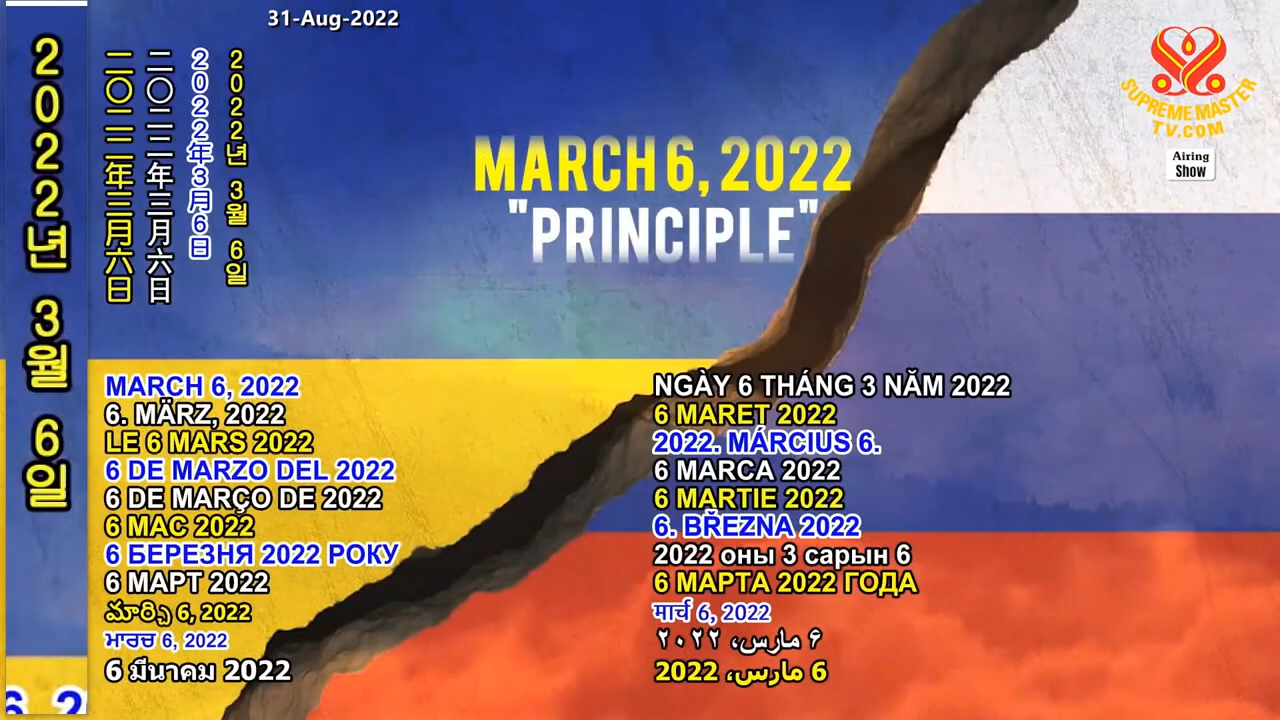 31-Aug-2022
2022년 3월 6일
二〇二二年三月六日
二〇二二年三月六日
2022年3月6日
2022년 3월 6일
SUPREME MASTER
TV.COM
Airing
Show
MARCH 6, 2022
"PRINCIPLE"
MARCH 6, 2022
6. MÄRZ, 2022
LE 6 MARS 2022
6 DE MARZO DEL 2022
6 DE MARÇO DE 2022
6 MAC 2022
6 БЕРЕЗНЯ 2022 РОКУ
6 МАРТ 2022
మార్చి 6, 2022
ਮਾਰਚ 6, 2022
6 มีนาคม 2022
NGÀY 6 THÁNG 3 NĂM 2022
6 MARET 2022
2022. MÁRCIUS 6.
6 MARCA 2022
6 MARTIE 2022
6. BŘEZNA 2022
2022 оны 3 сарын 6
6 МАРТА 2022 ГОДА
मार्च 6, 2022
۶ مارس، ۲۰۲۲
6 مارس، 2022